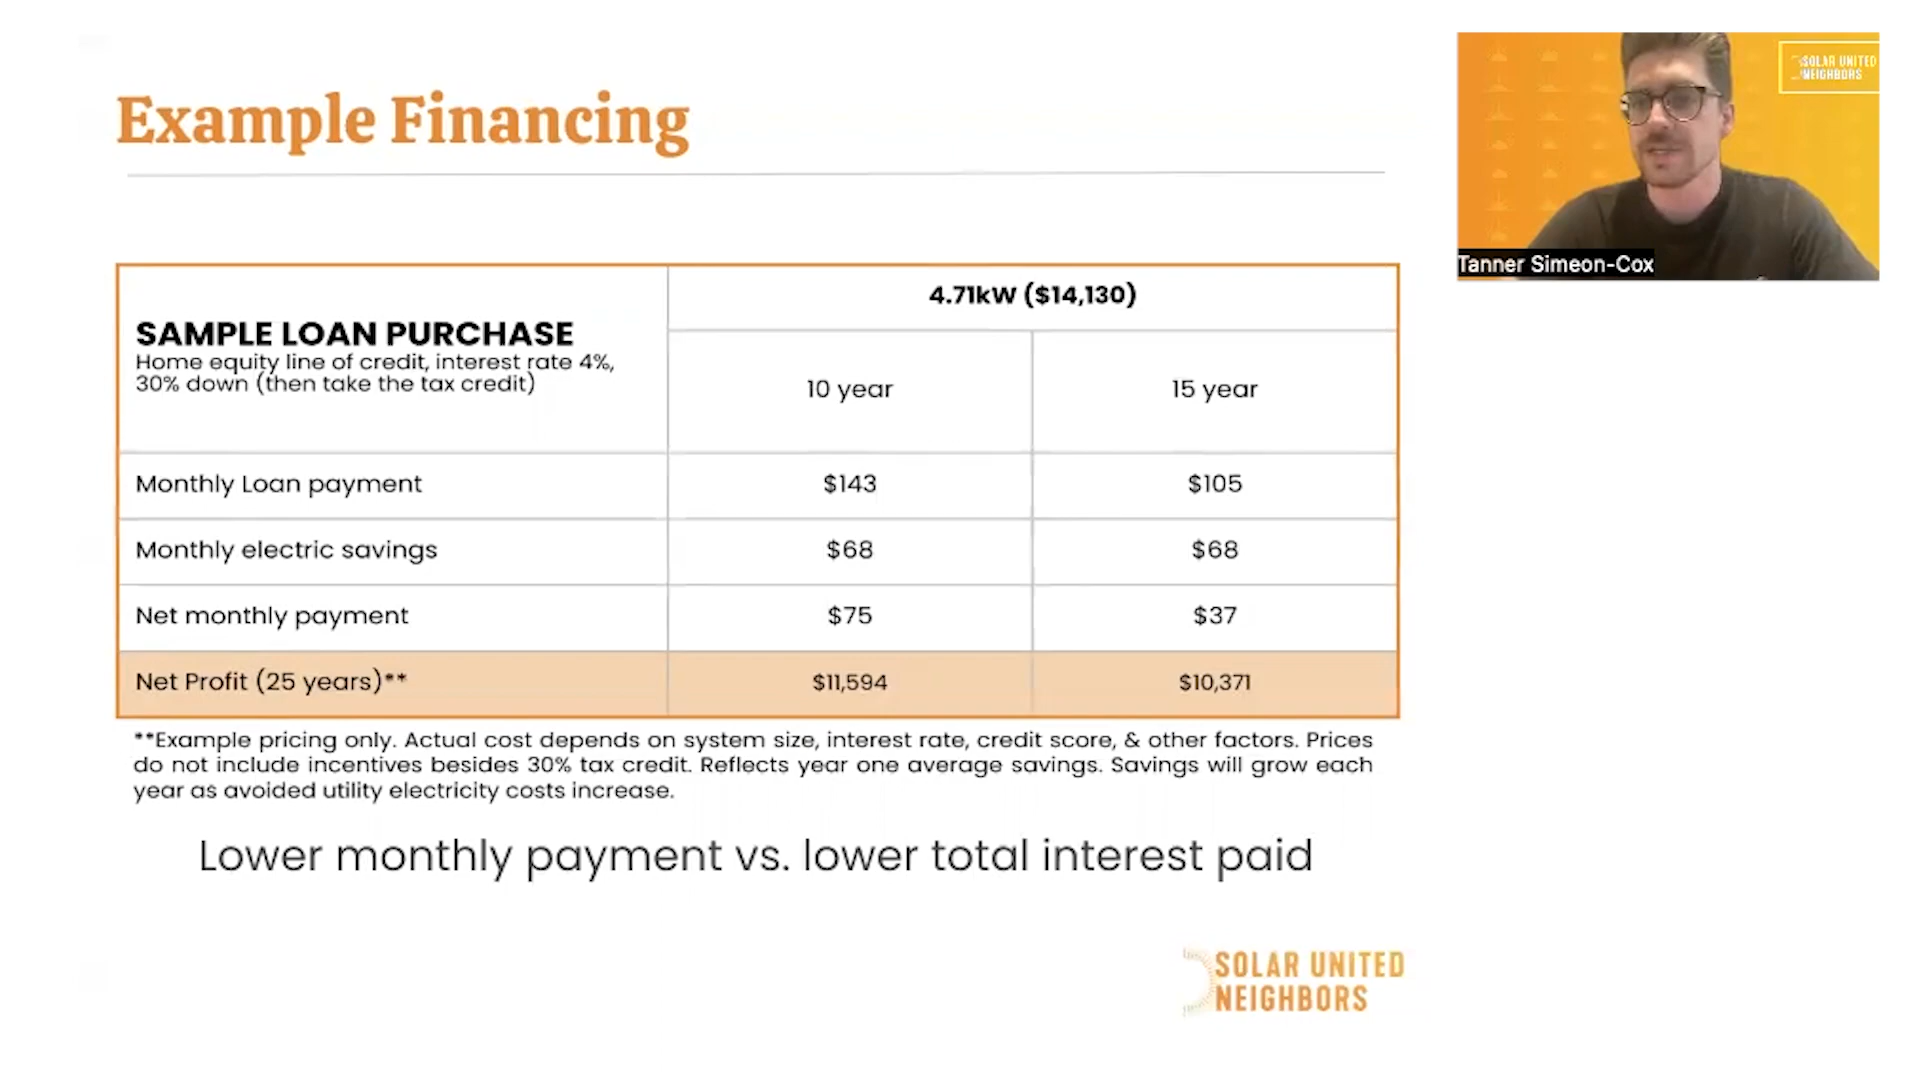 Example Financing
SOLAR UNITED
NEIGHBORS
Tanner Simeon-Cox
SAMPLE LOAN PURCHASE
Home equity line of credit, interest rate 4%,
30% down (then take the tax credit)
4.71kW ($14,130)
10 year
15 year
Monthly Loan payment
$143
$105
Monthly electric savings
$68
$68
Net monthly payment
$75
$37
Net Profit (25 years)**
$11,594
$10,371
**Example pricing only. Actual cost depends on system size, interest rate, credit score, & other factors. Prices
do not include incentives besides 30% tax credit. Reflects year one average savings. Savings will grow each
year as avoided utility electricity costs increase.
Lower monthly payment vs. lower total interest paid
SOLAR UNITED
NEIGHBORS